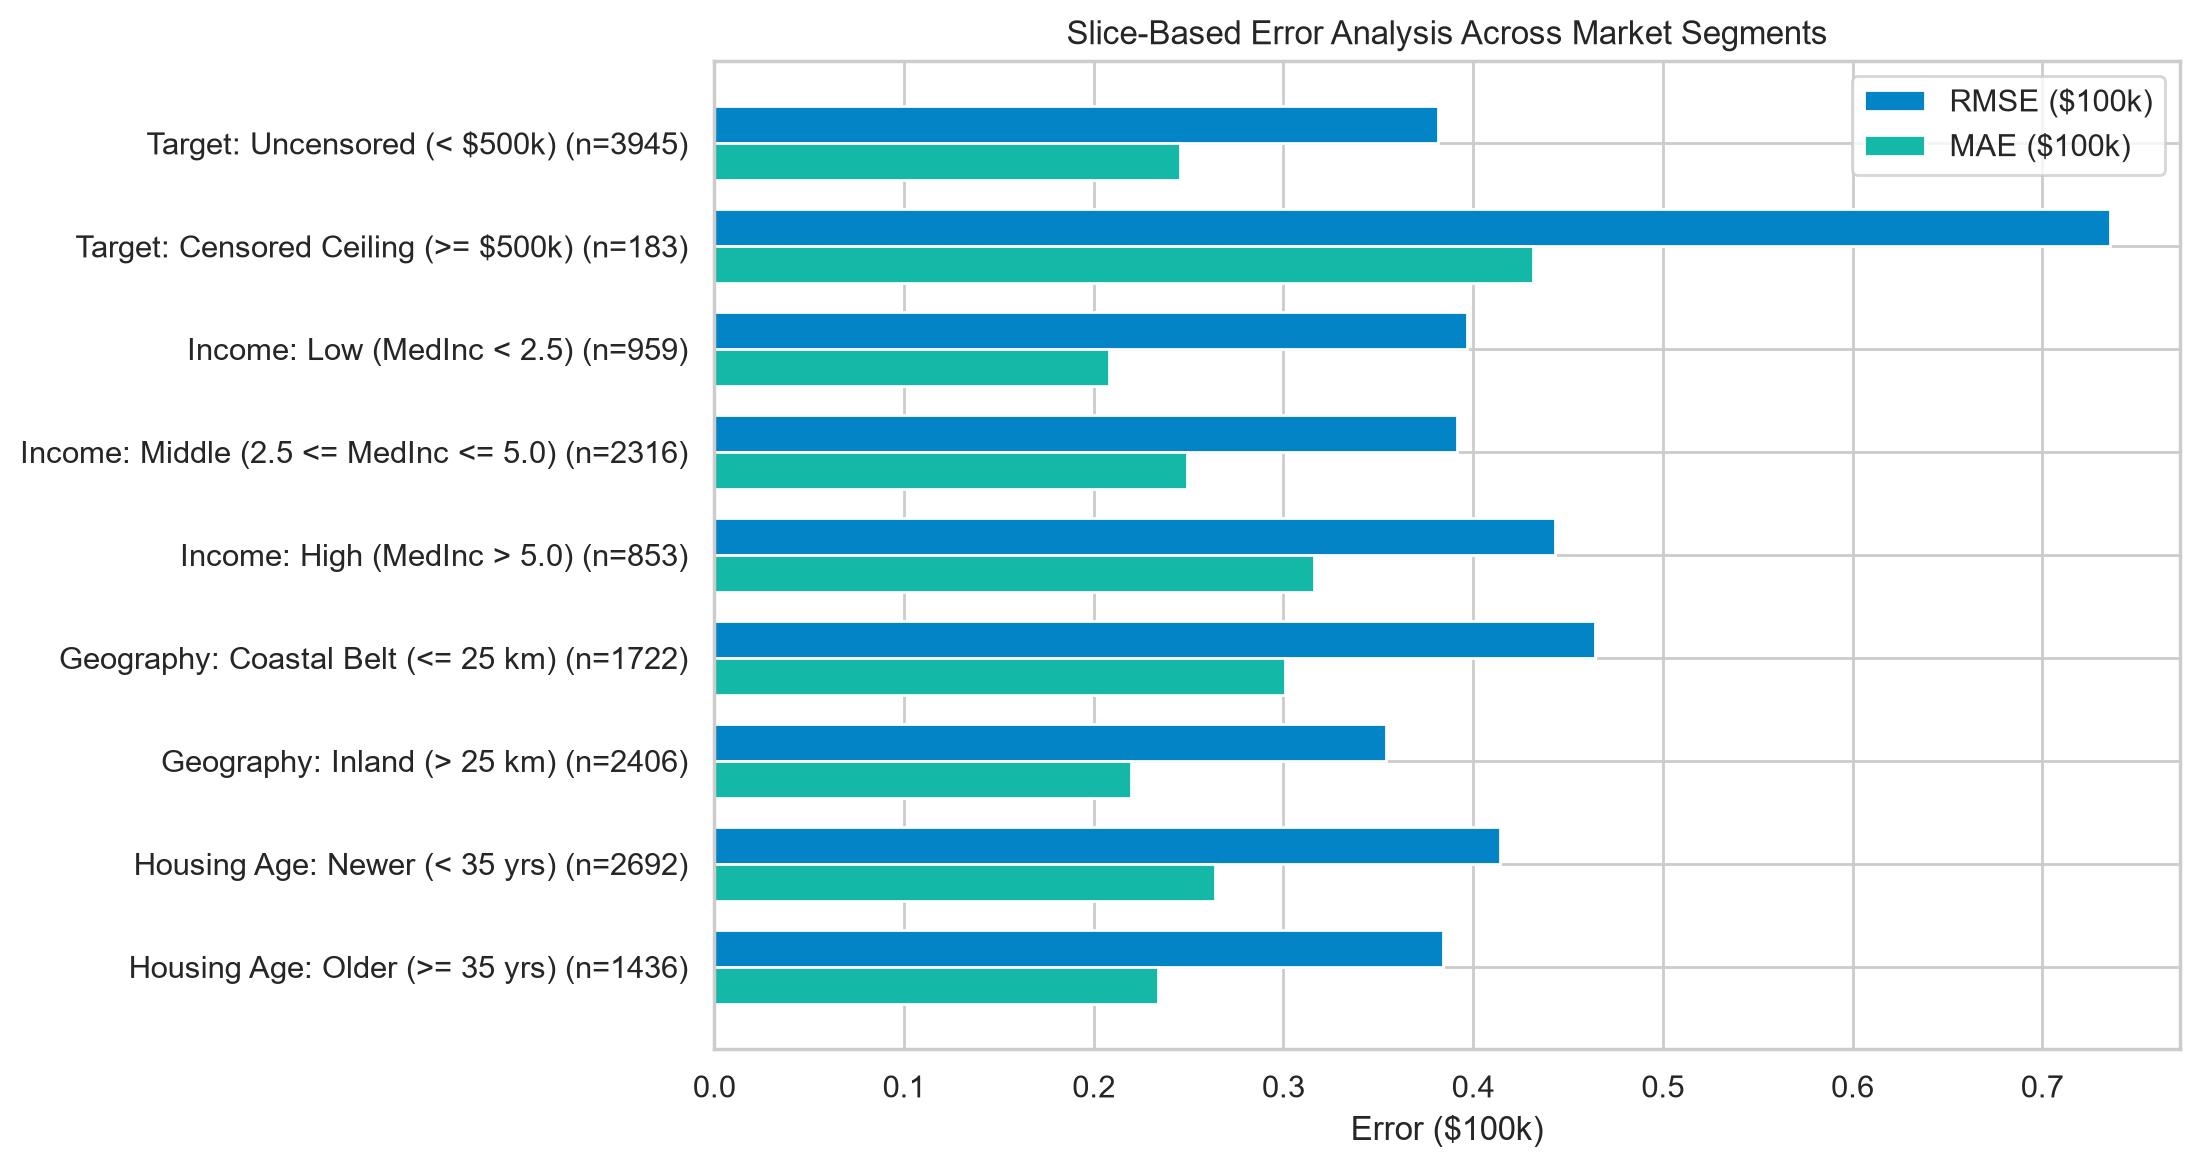 Slice-Based Error Analysis Across Market Segments
RMSE ($100k)
MAE ($100k)
Target: Uncensored (< $500k) (n=3945)
Target: Censored Ceiling (>= $500k) (n=183)
Income: Low (MedInc < 2.5) (n=959)
Income: Middle (2.5 <= MedInc <= 5.0) (n=2316)
Income: High (MedInc > 5.0) (n=853)
Geography: Coastal Belt (<= 25 km) (n=1722)
Geography: Inland (> 25 km) (n=2406)
Housing Age: Newer (< 35 yrs) (n=2692)
Housing Age: Older (>= 35 yrs) (n=1436)
0.0 0.1 0.2 0.3 0.4 0.5 0.6 0.7
Error ($100k)